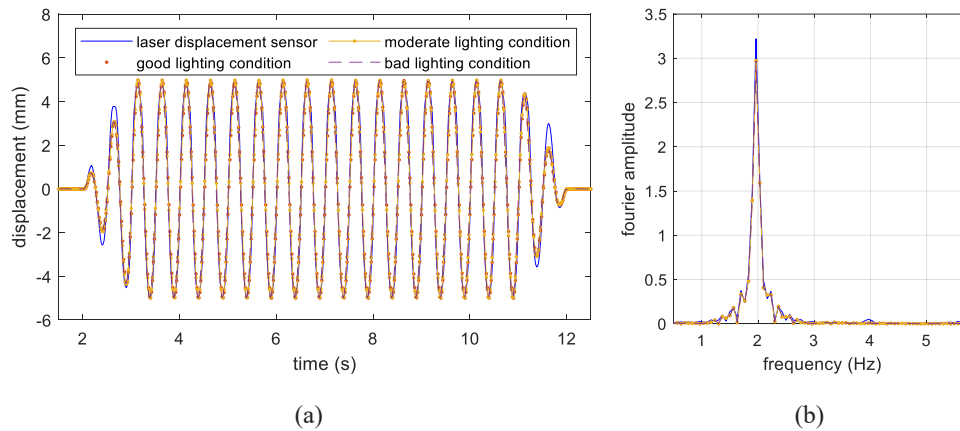 8
6
4
2
0
-2
-4
-6
displacement (mm)
laser displacement sensor
good lighting condition
moderate lighting condition
bad lighting condition
2
4
6
8
10
12
time (s)
(a)
3.5
3
2.5
2
1.5
1
0.5
0
fourier amplitude
1
2
3
4
5
frequency (Hz)
(b)